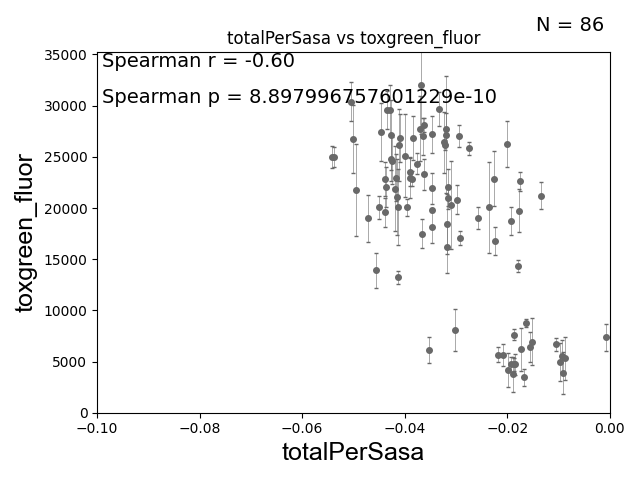 N = 86
totalPerSasa vs toxgreen_fluor
Spearman r = -0.60
Spearman p = 8.897996757601229e-10
toxgreen_fluor
35000
30000
25000
20000
15000
10000
5000
0
−0.10 −0.08 −0.06 −0.04 −0.02 0.00
totalPerSasa